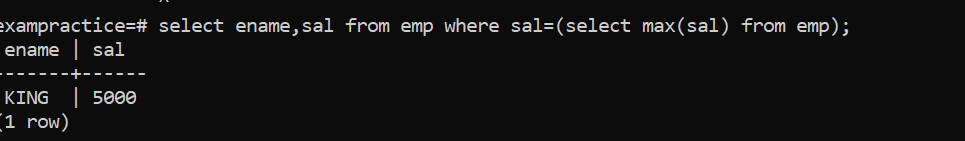 exampractice=# select ename,sal from emp where sal=(select max(sal) from emp);
 ename | sal
-------+------
 KING  | 5000
(1 row)